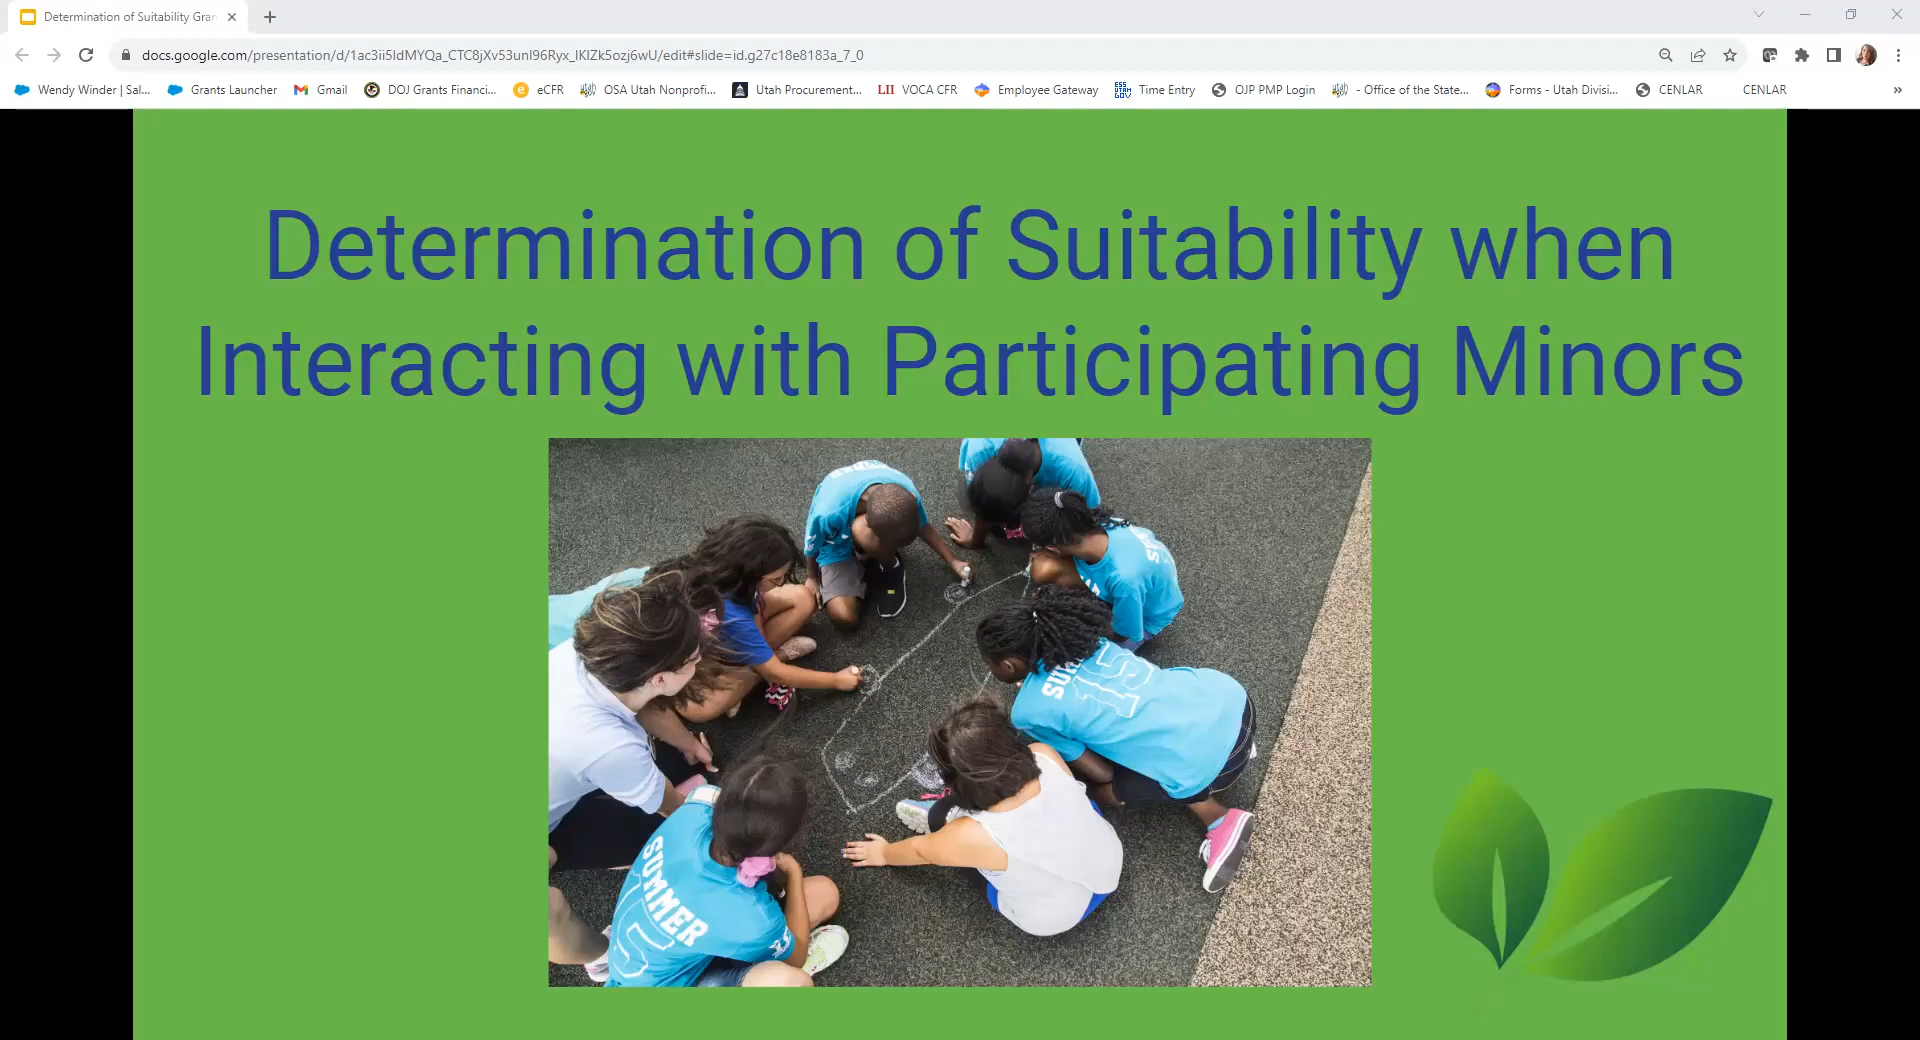 Determination of Suitability Gran
docs.google.com/presentation/d/1ac3ii5IdMYQa_CTC8jXv53unI96Ryx_IKIZk5ozj6wU/edit#slide=id.g27c18e8183a_7_0
Wendy Winder | Sal... Grants Launcher Gmail DOJ Grants Financi... eCFR OSA Utah Nonprofi... Utah Procurement... LII VOCA CFR Employee Gateway Time Entry OJP PMP Login - Office of the State... Forms - Utah Divisi... CENLAR CENLAR »
Determination of Suitability when
Interacting with Participating Minors
SUMMER
15
SUMMER